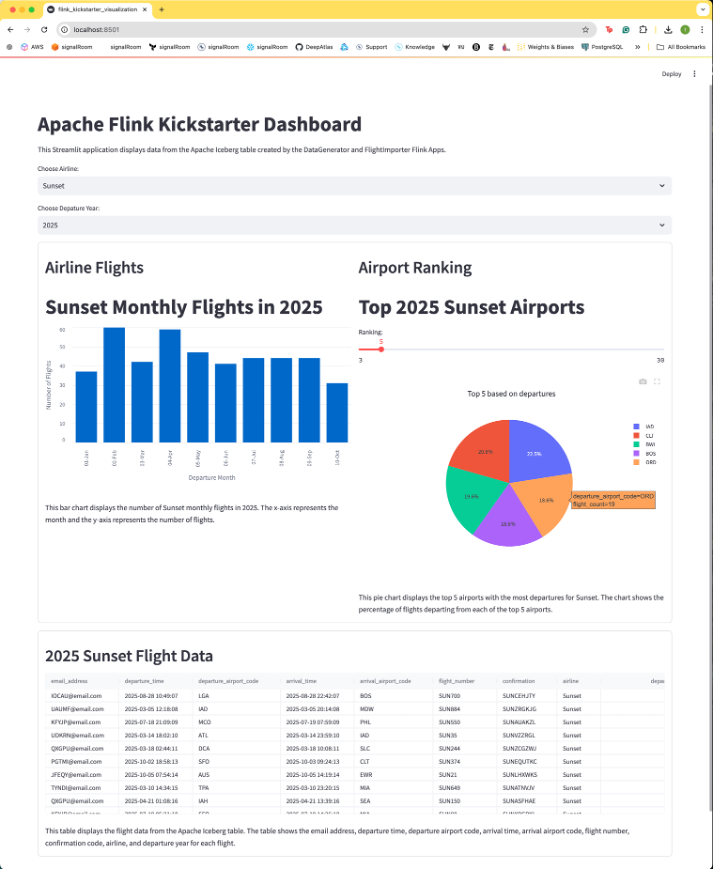 flink_kickstarter_visualization
localhost:8501
AWS signalRoom signalRoom signalRoom signalRoom signalRoom DeepAtlas Support Knowledge Weights & Biases PostgreSQL All Bookmarks
Deploy
Apache Flink Kickstarter Dashboard
This Streamlit application displays data from the Apache Iceberg table created by the DataGenerator and FlightImporter Flink Apps.
Choose Airline:
Sunset
Choose Depature Year:
2025
Airline Flights
Sunset Monthly Flights in 2025
60
50
40
30
20
10
0
Number of Flights
01-Jan 02-Feb 03-Mar 04-Apr 05-May 06-Jun 07-Jul 08-Aug 09-Sep 10-Oct
Departure Month
This bar chart displays the number of Sunset monthly flights in 2025. The x-axis represents the
month and the y-axis represents the number of flights.
Airport Ranking
Top 2025 Sunset Airports
Ranking:
5
3 39
Top 5 based on departures
22.5%
18.6%
18.6%
19.6%
20.6%
IAD
CLT
BWI
BOS
ORD
departure_airport_code=ORD
flight_count=19
This pie chart displays the top 5 airports with the most departures for Sunset. The chart shows the
percentage of flights departing from each of the top 5 airports.
2025 Sunset Flight Data
email_address departure_time departure_airport_code arrival_time arrival_airport_code flight_number confirmation airline depa
IOCAU@email.com 2025-08-28 10:49:07 LGA 2025-08-28 22:42:07 BOS SUN700 SUNCEHJTY Sunset
UAUMF@email.com 2025-03-05 12:18:08 IAD 2025-03-05 20:14:08 MDW SUN884 SUNZRGKJG Sunset
KFYJP@email.com 2025-07-18 21:09:09 MCO 2025-07-19 07:59:09 PHL SUN550 SUNAUAKZL Sunset
UDKRN@email.com 2025-03-14 18:02:10 ATL 2025-03-14 23:59:10 IAD SUN35 SUNVZZRGL Sunset
QXGPU@email.com 2025-03-18 02:44:11 DCA 2025-03-18 10:08:11 SLC SUN244 SUNZCGZWJ Sunset
PGTMI@email.com 2025-10-02 18:58:13 SFO 2025-10-03 09:24:13 CLT SUN374 SUNEQUTKC Sunset
JFEQY@email.com 2025-10-05 07:54:14 AUS 2025-10-05 14:19:14 EWR SUN21 SUNLHXWKS Sunset
TYNDI@email.com 2025-03-10 14:34:15 TPA 2025-03-10 23:20:15 MIA SUN649 SUNATNVJV Sunset
QXGPU@email.com 2025-04-21 01:08:16 IAH 2025-04-21 13:39:16 SEA SUN150 SUNASFHAE Sunset
This table displays the flight data from the Apache Iceberg table. The table shows the email address, departure time, departure airport code, arrival time, arrival airport code, flight number,
confirmation code, airline, and departure year for each flight.